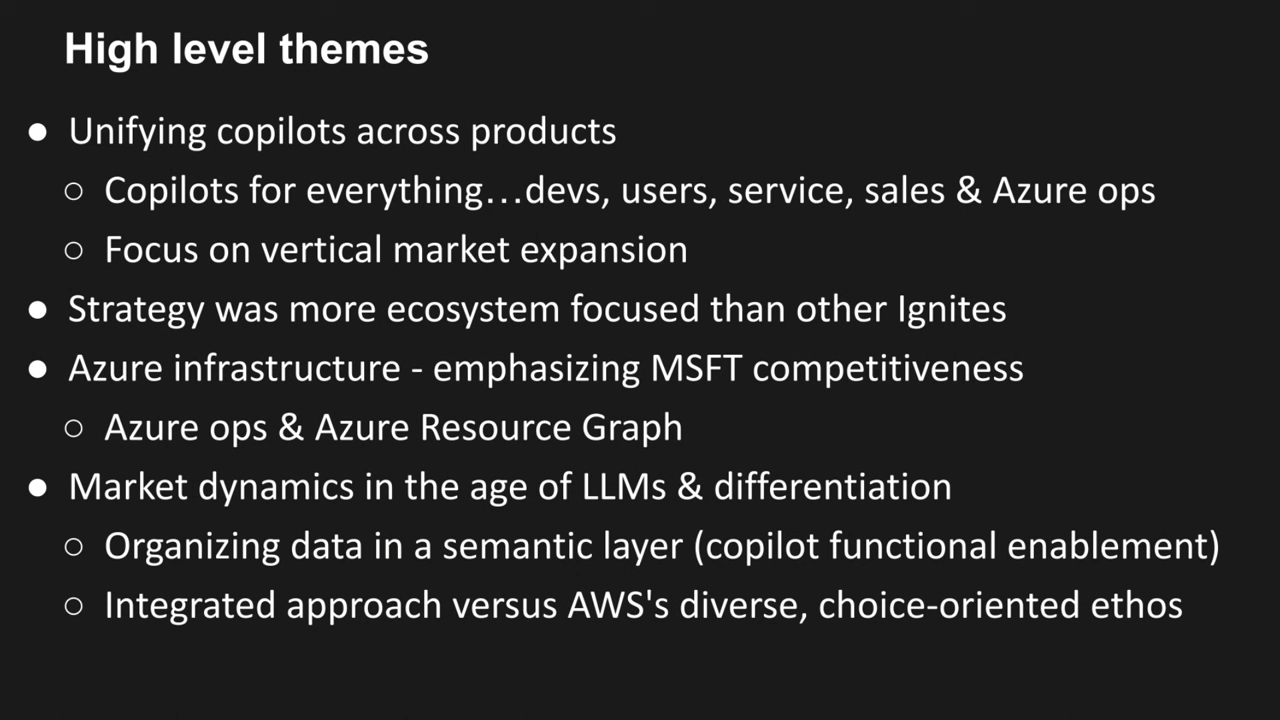 High level themes
● Unifying copilots across products
○ Copilots for everything...devs, users, service, sales & Azure ops
○ Focus on vertical market expansion
● Strategy was more ecosystem focused than other Ignites
● Azure infrastructure - emphasizing MSFT competitiveness
○ Azure ops & Azure Resource Graph
● Market dynamics in the age of LLMs & differentiation
○ Organizing data in a semantic layer (copilot functional enablement)
○ Integrated approach versus AWS's diverse, choice-oriented ethos